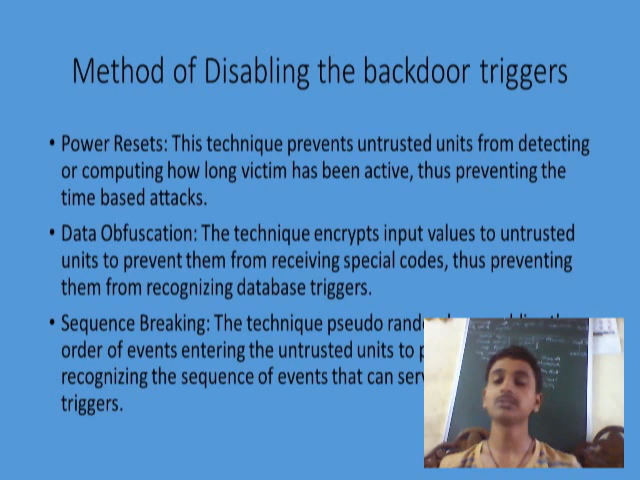 Method of Disabling the backdoor triggers
• Power Resets: This technique prevents untrusted units from detecting
or computing how long victim has been active, thus preventing the
time based attacks.
• Data Obfuscation: The technique encrypts input values to untrusted
units to prevent them from receiving special codes, thus preventing
them from recognizing database triggers.
• Sequence Breaking: The technique pseudo
order of events entering the untrusted units to
recognizing the sequence of events that can
triggers.